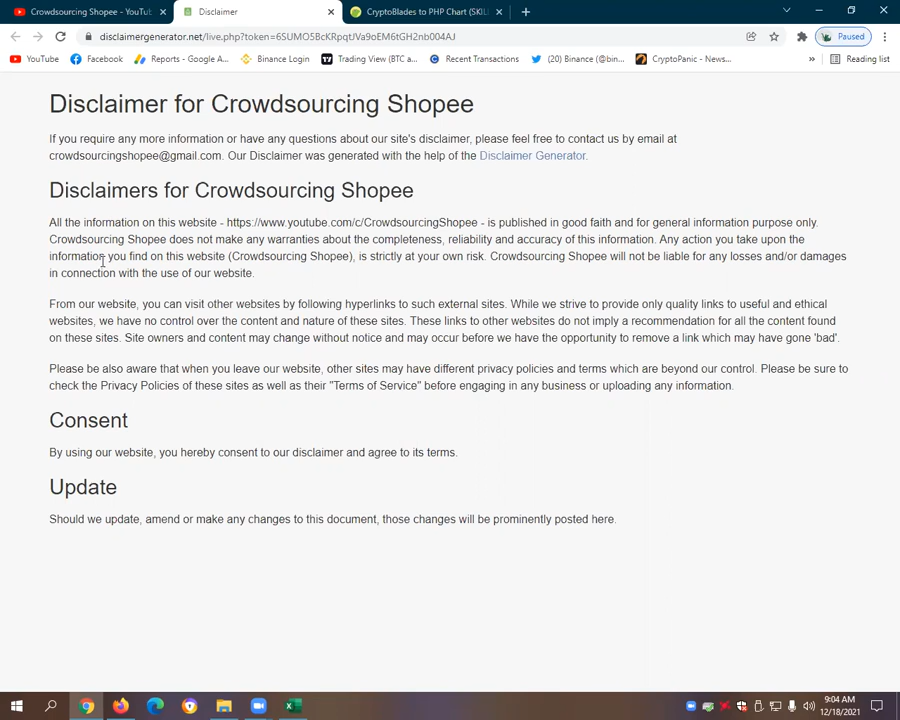 Crowdsourcing Shopee - YouTub
Disclaimer
CryptoBlades to PHP Chart (SKIL
disclaimergenerator.net/live.php?token=6SUMO5BcKRpqtJVa9oEM6tGH2nb004AJ
Paused
YouTube
Facebook
Reports - Google A...
Binance Login
Trading View (BTC a...
Recent Transactions
(20) Binance (@bin...
CryptoPanic - News...
»
Reading list
Disclaimer for Crowdsourcing Shopee
If you require any more information or have any questions about our site's disclaimer, please feel free to contact us by email at
crowdsourcingshopee@gmail.com. Our Disclaimer was generated with the help of the Disclaimer Generator.
Disclaimers for Crowdsourcing Shopee
All the information on this website - https://www.youtube.com/c/CrowdsourcingShopee - is published in good faith and for general information purpose only.
Crowdsourcing Shopee does not make any warranties about the completeness, reliability and accuracy of this information. Any action you take upon the
information you find on this website (Crowdsourcing Shopee), is strictly at your own risk. Crowdsourcing Shopee will not be liable for any losses and/or damages
in connection with the use of our website.
From our website, you can visit other websites by following hyperlinks to such external sites. While we strive to provide only quality links to useful and ethical
websites, we have no control over the content and nature of these sites. These links to other websites do not imply a recommendation for all the content found
on these sites. Site owners and content may change without notice and may occur before we have the opportunity to remove a link which may have gone 'bad'.
Please be also aware that when you leave our website, other sites may have different privacy policies and terms which are beyond our control. Please be sure to
check the Privacy Policies of these sites as well as their "Terms of Service" before engaging in any business or uploading any information.
Consent
By using our website, you hereby consent to our disclaimer and agree to its terms.
Update
Should we update, amend or make any changes to this document, those changes will be prominently posted here.
9:04 AM
12/18/2021